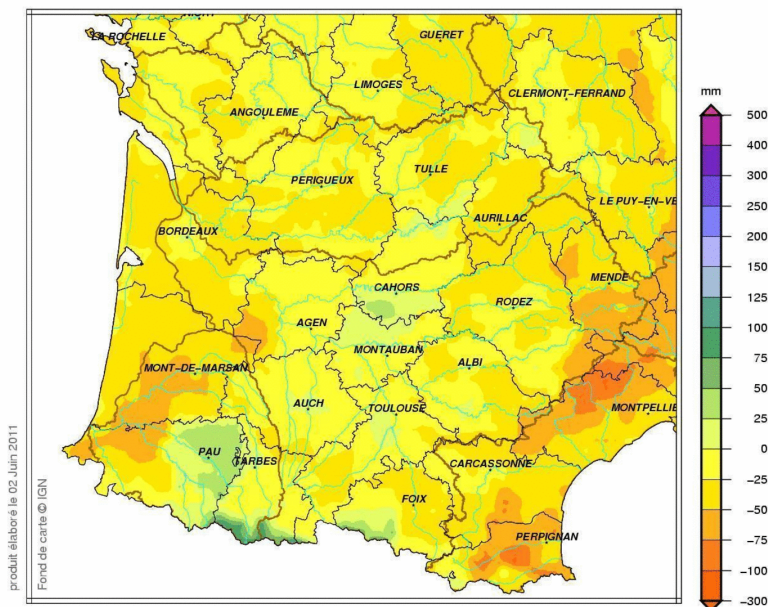 LA ROCHELLE
GUERET
LIMOGES
CLERMONT-FERRAND
ANGOULEME
PERIGUEUX
TULLE
AURILLAC
LE PUY-EN-VE
BORDEAUX
CAHORS
MENDE
RODEZ
AGEN
MONTAUBAN
ALBI
MONT-DE-MARSAN
AUCH
TOULOUSE
MONTPELLIE
PAU
TARBES
CARCASSONNE
FOIX
PERPIGNAN
mm
500
400
300
250
200
150
125
100
75
50
25
0
-25
-50
-75
-100
-300
produit élaboré le 02 Juin 2011
Fond de carte © IGN